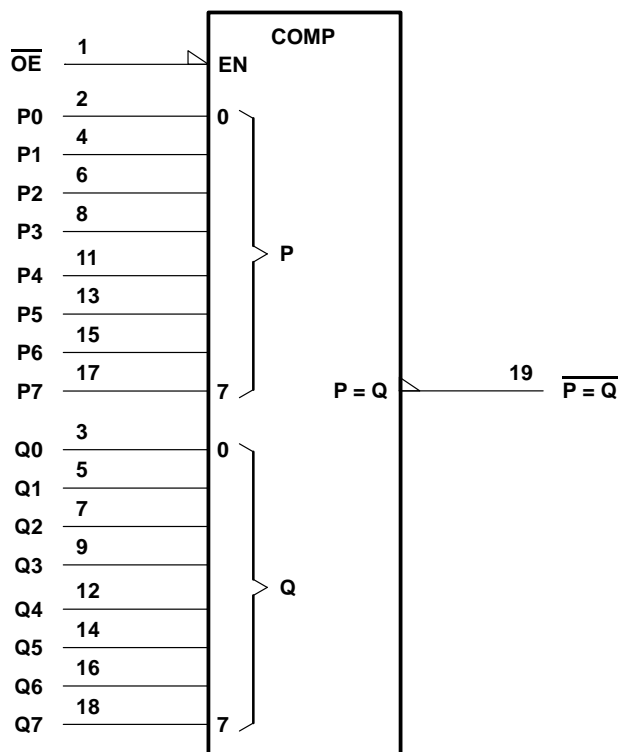 COMP
1
O̅E̅ EN
2
P0 0
4
P1
6
P2
8
P3
11
P4 P
13
P5
15
P6
17 19
P7 7 P = Q P̅ ̅=̅ ̅Q̅
3
Q0 0
5
Q1
7
Q2
9
Q3
12 Q
Q4
14
Q5
16
Q6
18
Q7 7